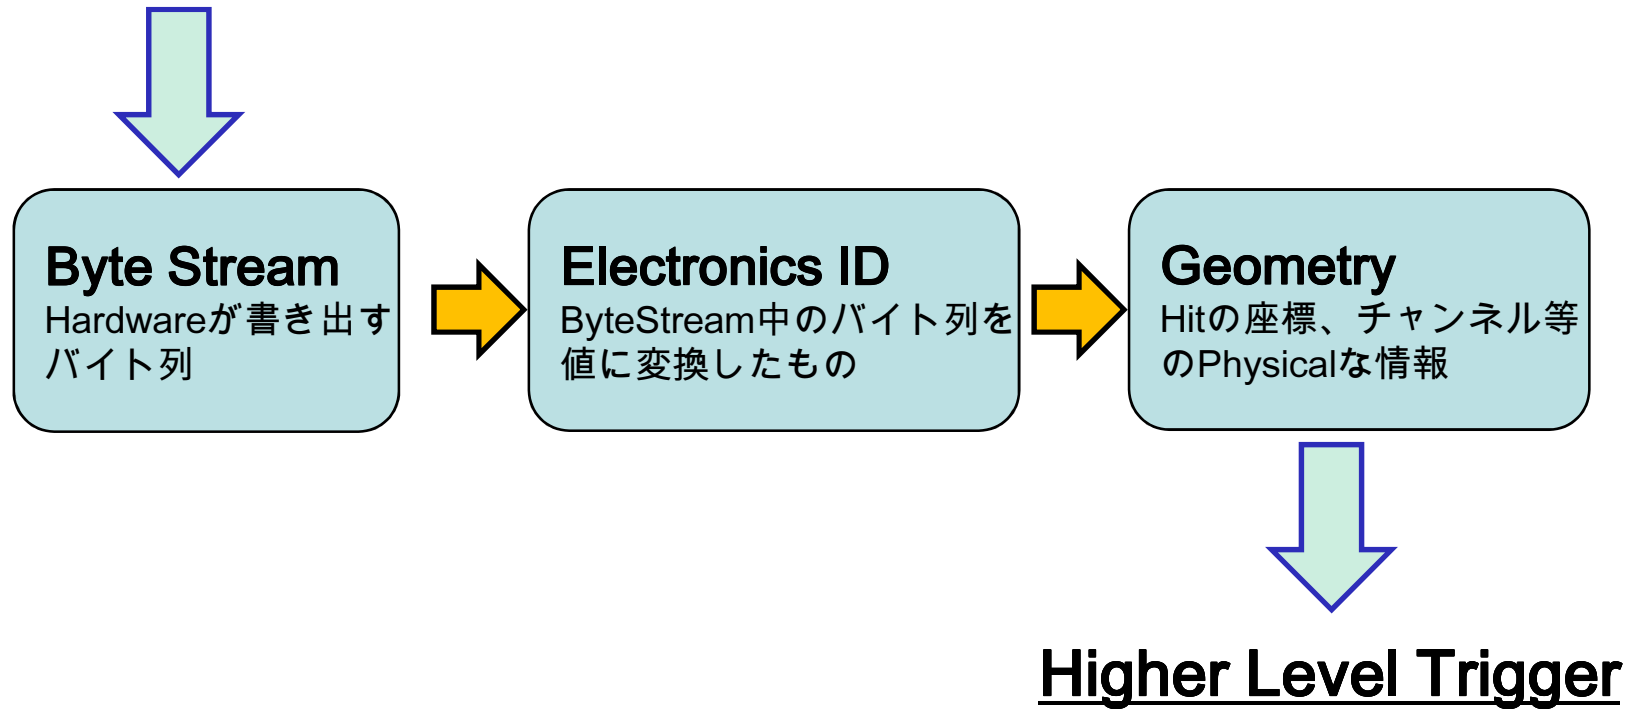 Byte Stream
Hardwareが書き出す
バイト列
Electronics ID
ByteStream中のバイト列を
値に変換したもの
Geometry
Hitの座標、チャンネル等
のPhysicalな情報
Higher Level Trigger